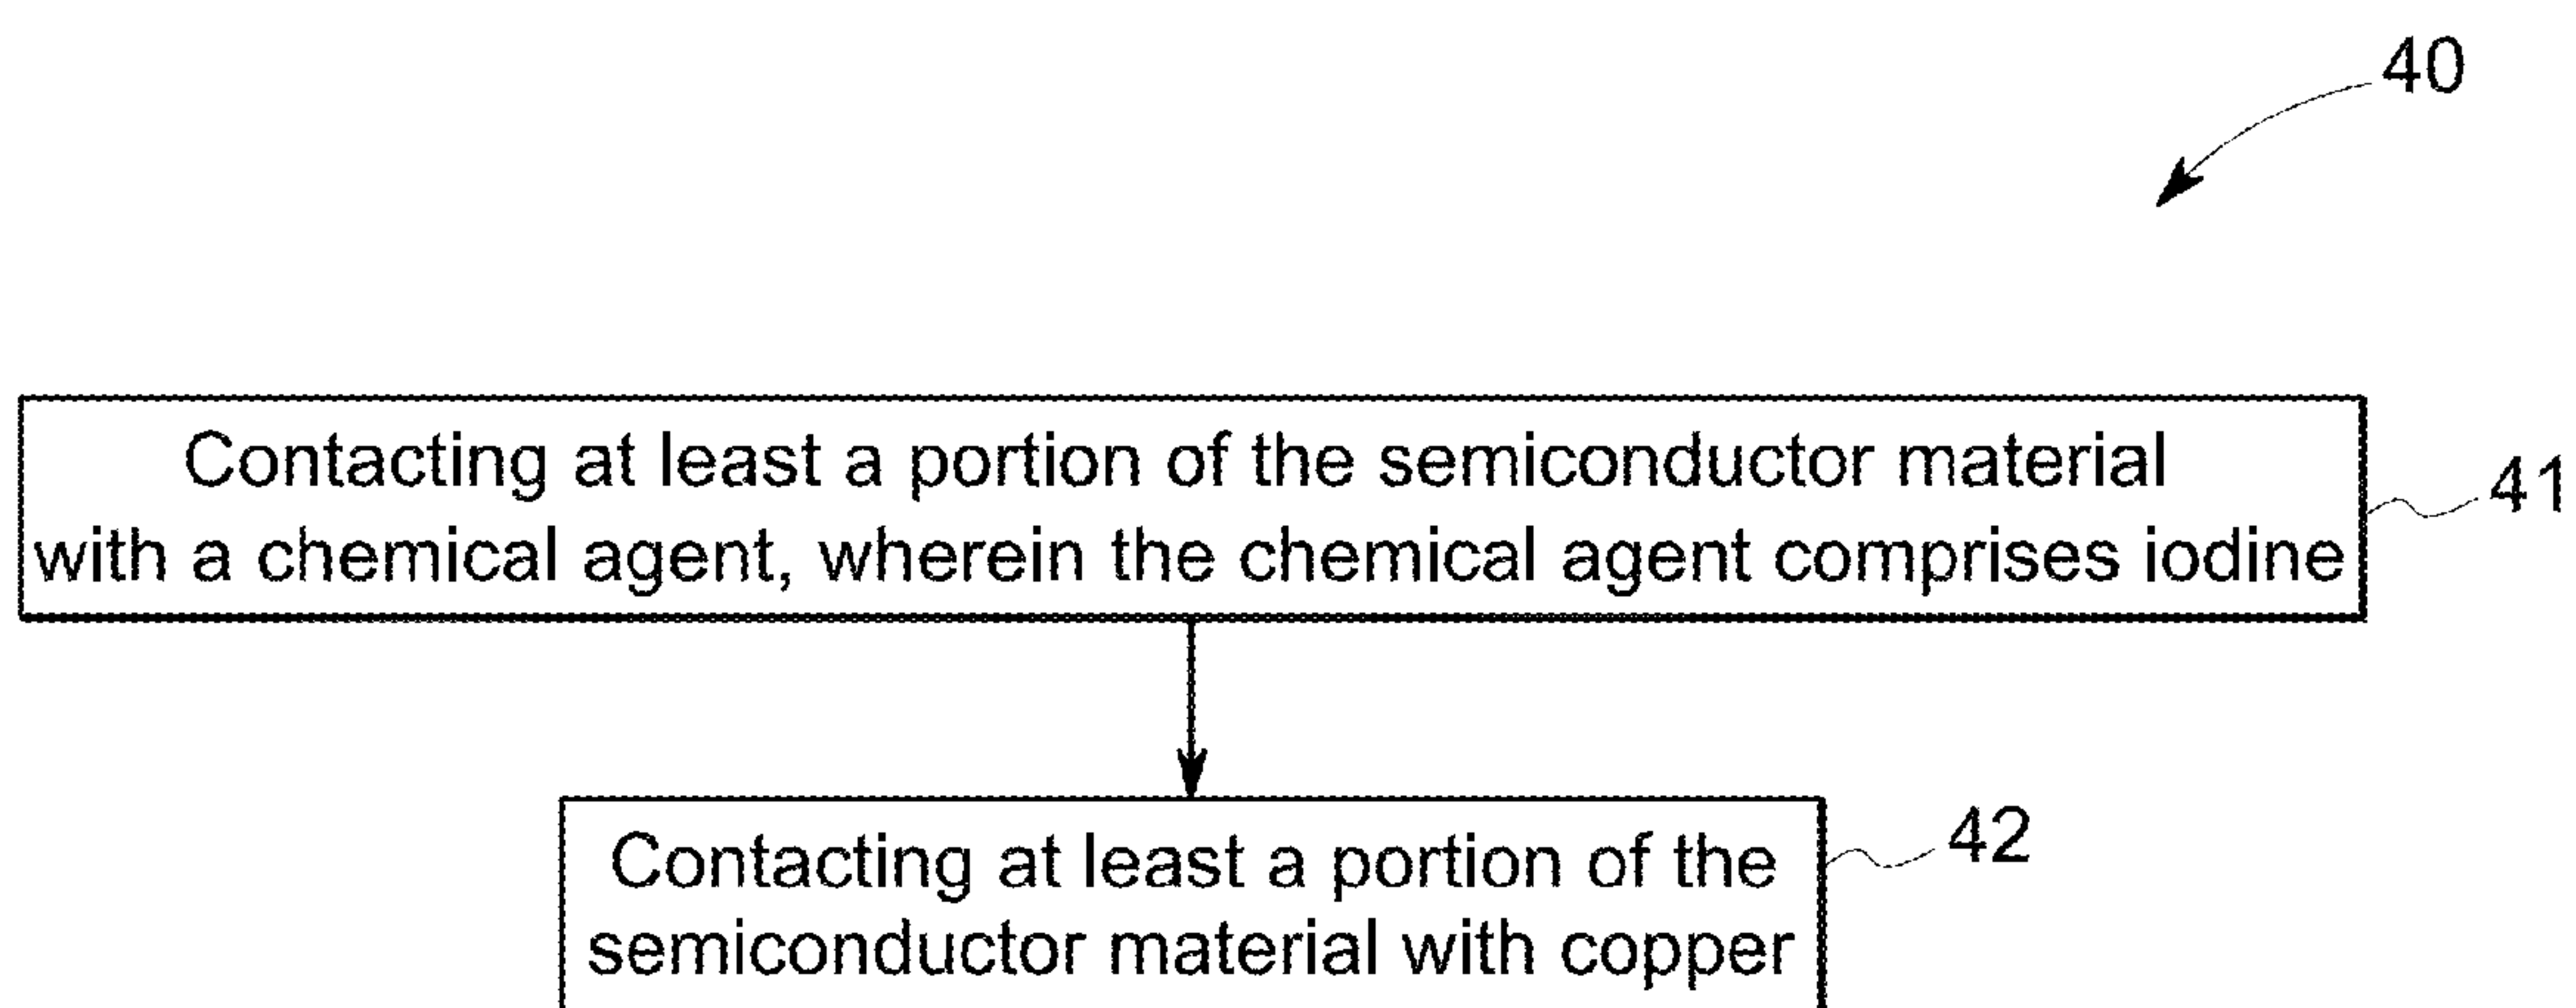 40
Contacting at least a portion of the semiconductor material
with a chemical agent, wherein the chemical agent comprises iodine
41
Contacting at least a portion of the
semiconductor material with copper
42